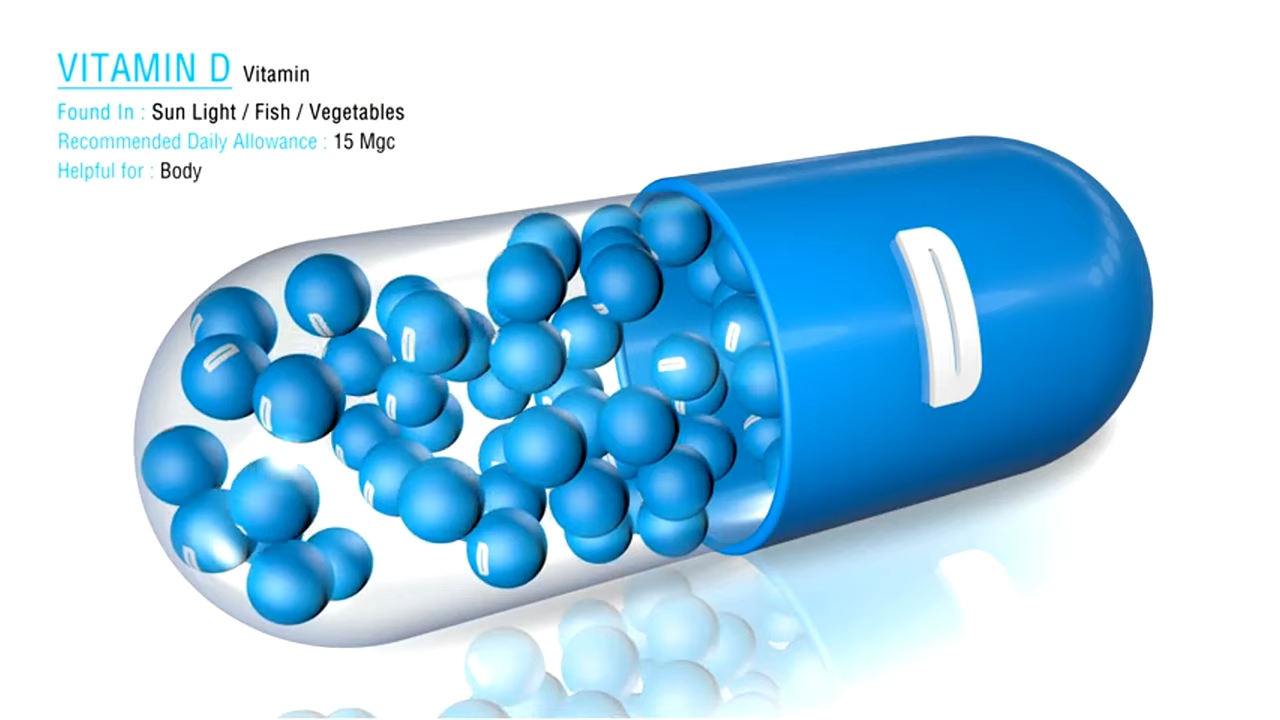 VITAMIN D Vitamin
Found In : Sun Light / Fish / Vegetables
Recommended Daily Allowance : 15 Mgc
Helpful for : Body
D